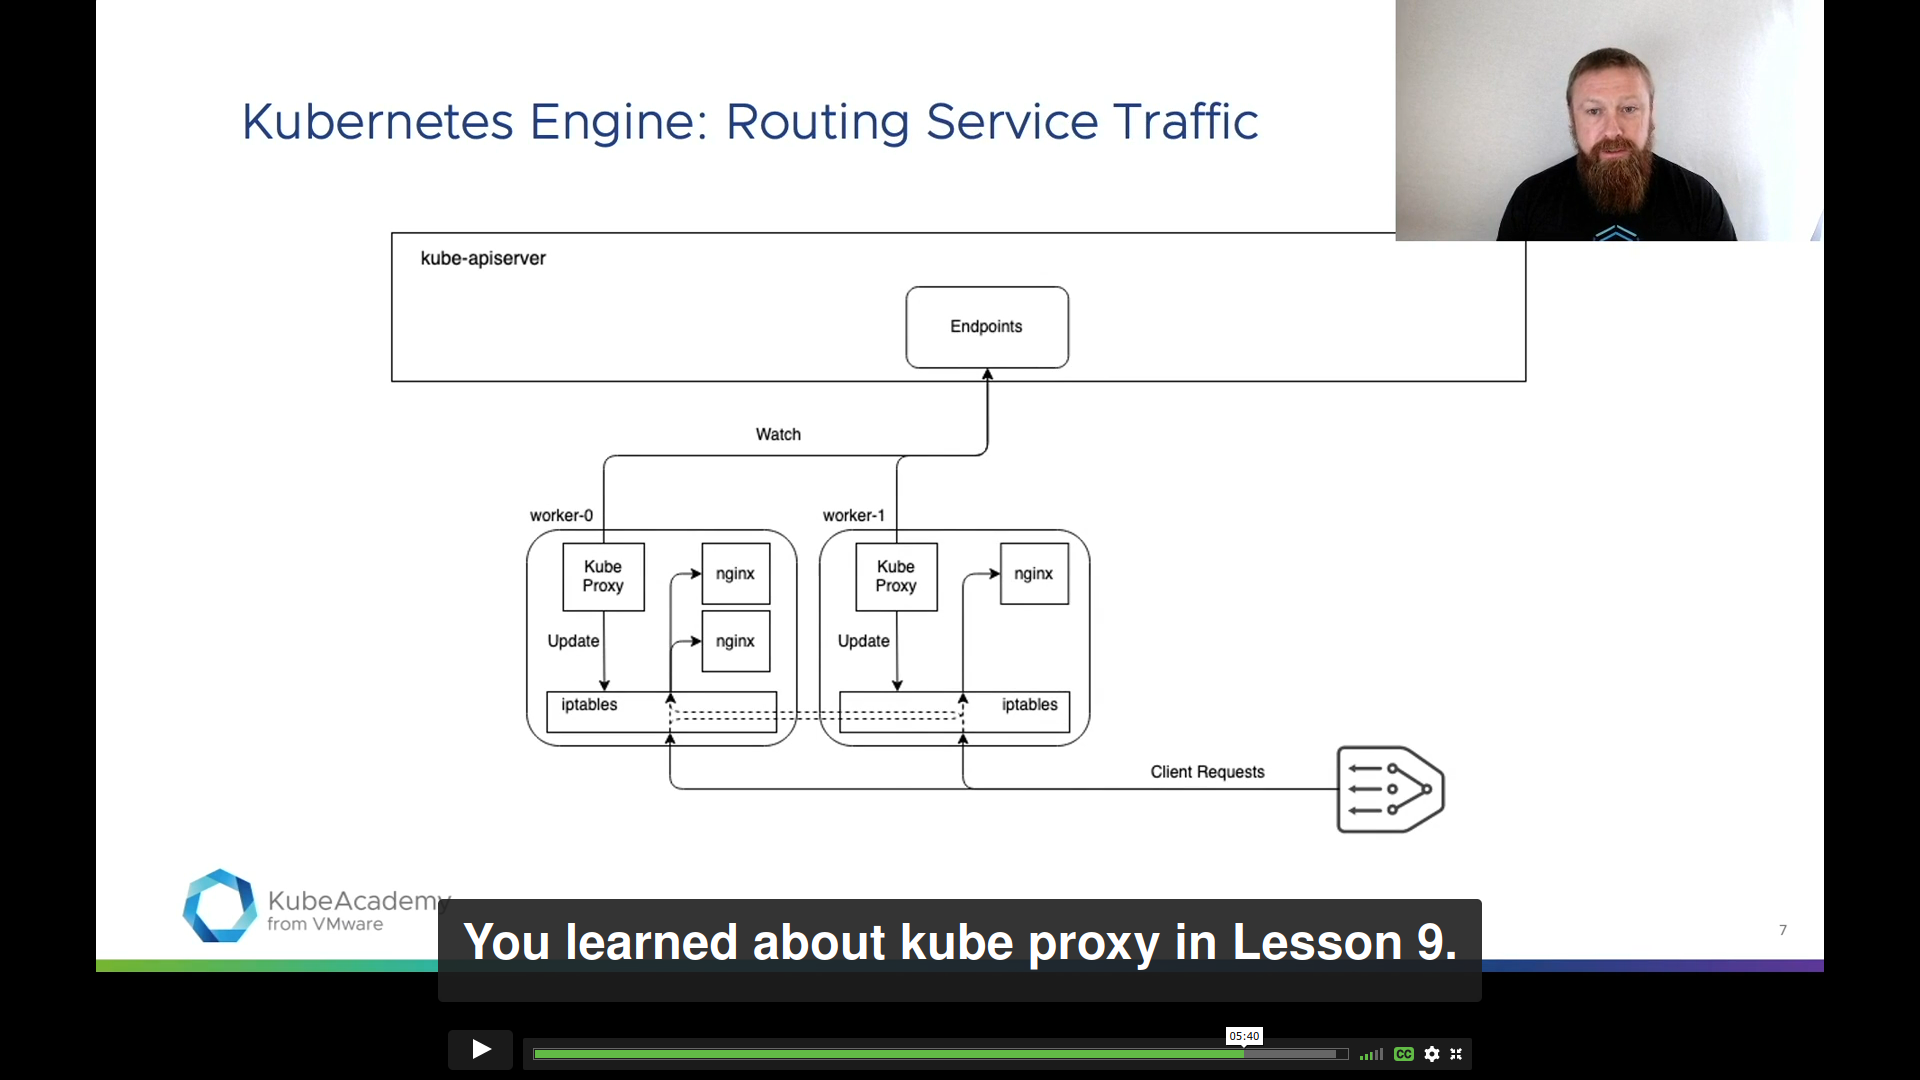 Kubernetes Engine: Routing Service Traffic
kube-apiserver
Endpoints
Watch
worker-0
worker-1
Kube
Proxy
nginx
Kube
Proxy
nginx
Update
nginx
Update
iptables
iptables
Client Requests
KubeAcademy
from VMware
7
You learned about kube proxy in Lesson 9.
05:40
CC